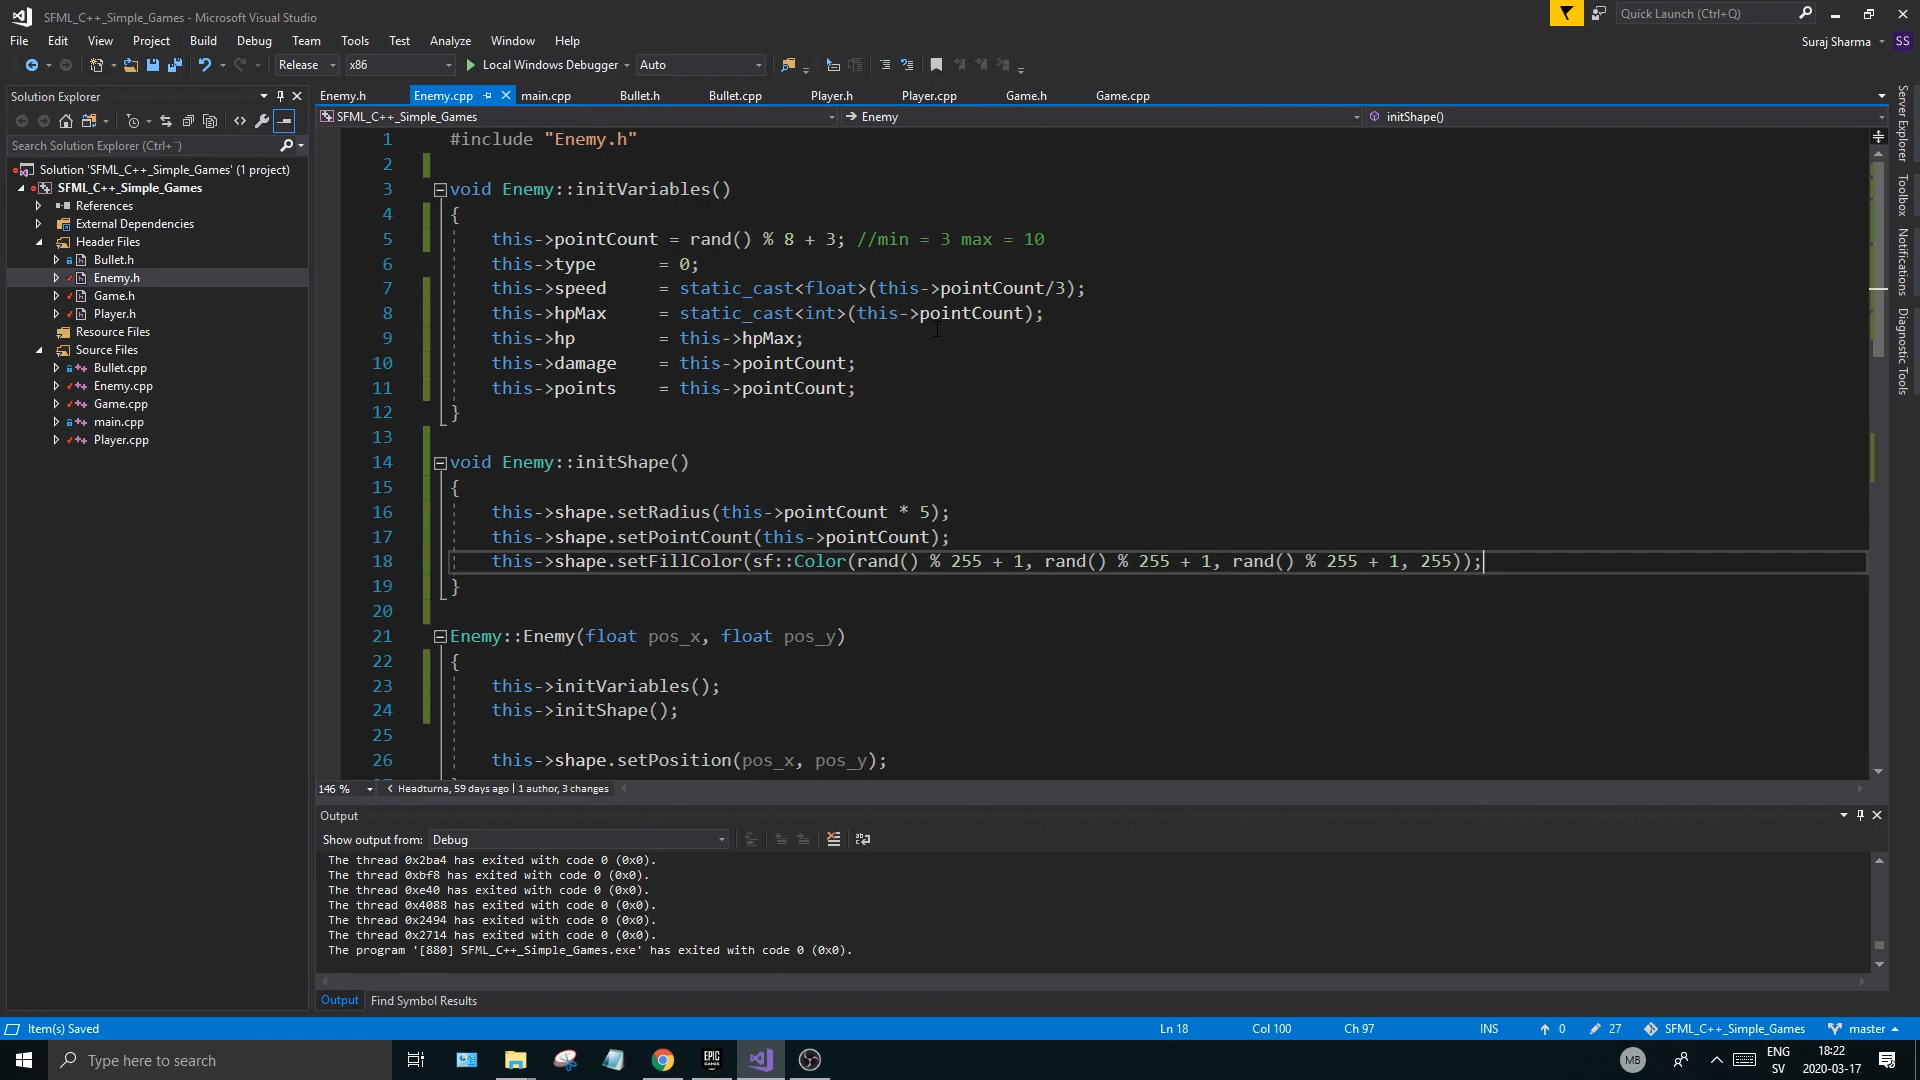 SFML_C++_Simple_Games - Microsoft Visual Studio
Quick Launch (Ctrl+Q)
File Edit View Project Build Debug Team Tools Test Analyze Window Help
Suraj Sharma SS
Release x86 Local Windows Debugger Auto
Solution Explorer
Search Solution Explorer (Ctrl+¨)
Solution 'SFML_C++_Simple_Games' (1 project)
SFML_C++_Simple_Games
References
External Dependencies
Header Files
Bullet.h
Enemy.h
Game.h
Player.h
Resource Files
Source Files
Bullet.cpp
Enemy.cpp
Game.cpp
main.cpp
Player.cpp
Enemy.h Enemy.cpp main.cpp Bullet.h Bullet.cpp Player.h Player.cpp Game.h Game.cpp
SFML_C++_Simple_Games Enemy initShape()
1 #include "Enemy.h"
2
3 void Enemy::initVariables()
4 {
5 this->pointCount = rand() % 8 + 3; //min = 3 max = 10
6 this->type = 0;
7 this->speed = static_cast<float>(this->pointCount/3);
8 this->hpMax = static_cast<int>(this->pointCount);
9 this->hp = this->hpMax;
10 this->damage = this->pointCount;
11 this->points = this->pointCount;
12 }
13
14 void Enemy::initShape()
15 {
16 this->shape.setRadius(this->pointCount * 5);
17 this->shape.setPointCount(this->pointCount);
18 this->shape.setFillColor(sf::Color(rand() % 255 + 1, rand() % 255 + 1, rand() % 255 + 1, 255));
19 }
20
21 Enemy::Enemy(float pos_x, float pos_y)
22 {
23 this->initVariables();
24 this->initShape();
25
26 this->shape.setPosition(pos_x, pos_y);
146 % Headturna, 59 days ago | 1 author, 3 changes
Server Explorer
Toolbox
Notifications
Diagnostic Tools
Output
Show output from: Debug
The thread 0x2ba4 has exited with code 0 (0x0).
The thread 0xbf8 has exited with code 0 (0x0).
The thread 0xe40 has exited with code 0 (0x0).
The thread 0x4088 has exited with code 0 (0x0).
The thread 0x2494 has exited with code 0 (0x0).
The thread 0x2714 has exited with code 0 (0x0).
The program '[880] SFML_C++_Simple_Games.exe' has exited with code 0 (0x0).
Output Find Symbol Results
Item(s) Saved Ln 18 Col 100 Ch 97 INS 0 27 SFML_C++_Simple_Games master
Type here to search
EPIC GAMES
MB
ENG
SV
18:22
2020-03-17